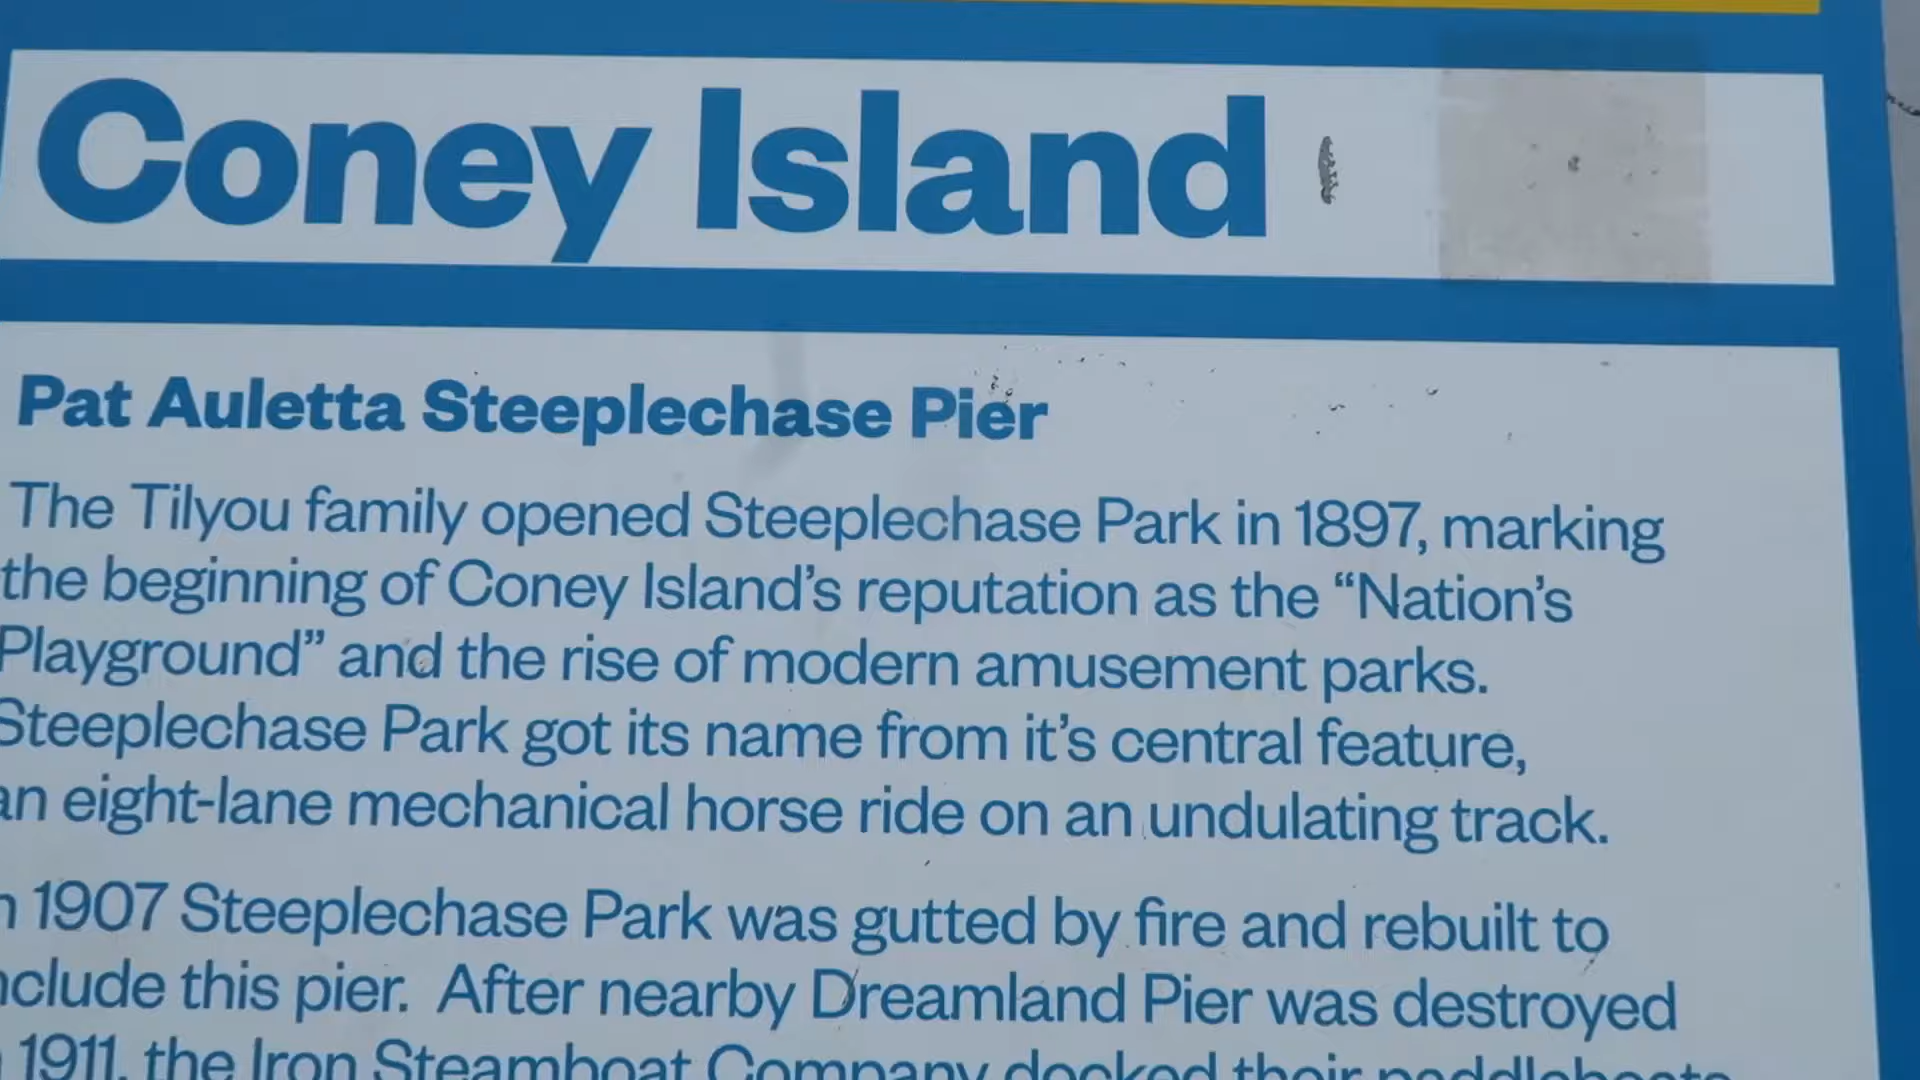 Coney Island
Pat Auletta Steeplechase Pier
The Tilyou family opened Steeplechase Park in 1897, marking
the beginning of Coney Island’s reputation as the “Nation’s
Playground” and the rise of modern amusement parks.
Steeplechase Park got its name from it’s central feature,
an eight-lane mechanical horse ride on an undulating track.
n 1907 Steeplechase Park was gutted by fire and rebuilt to
nclude this pier. After nearby Dreamland Pier was destroyed
1911, the Iron Steamboat Company docked their paddleboats